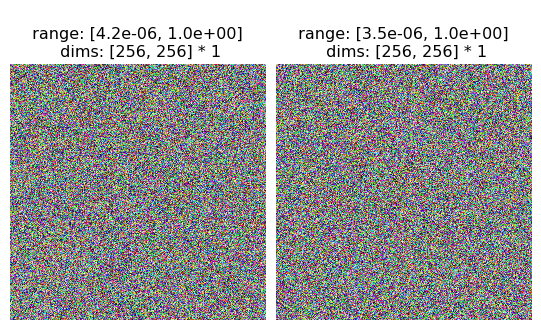 range: [4.2e-06, 1.0e+00]
dims: [256, 256] * 1
range: [3.5e-06, 1.0e+00]
dims: [256, 256] * 1